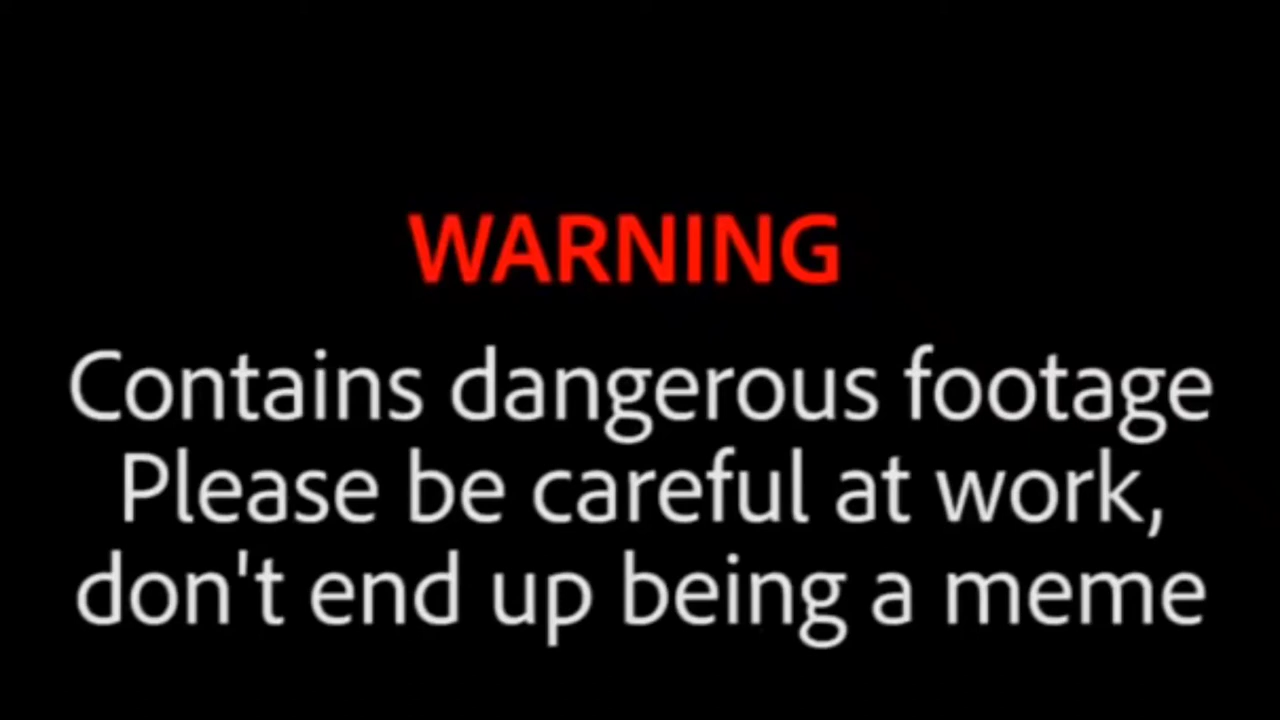 WARNING
Contains dangerous footage
Please be careful at work,
don't end up being a meme